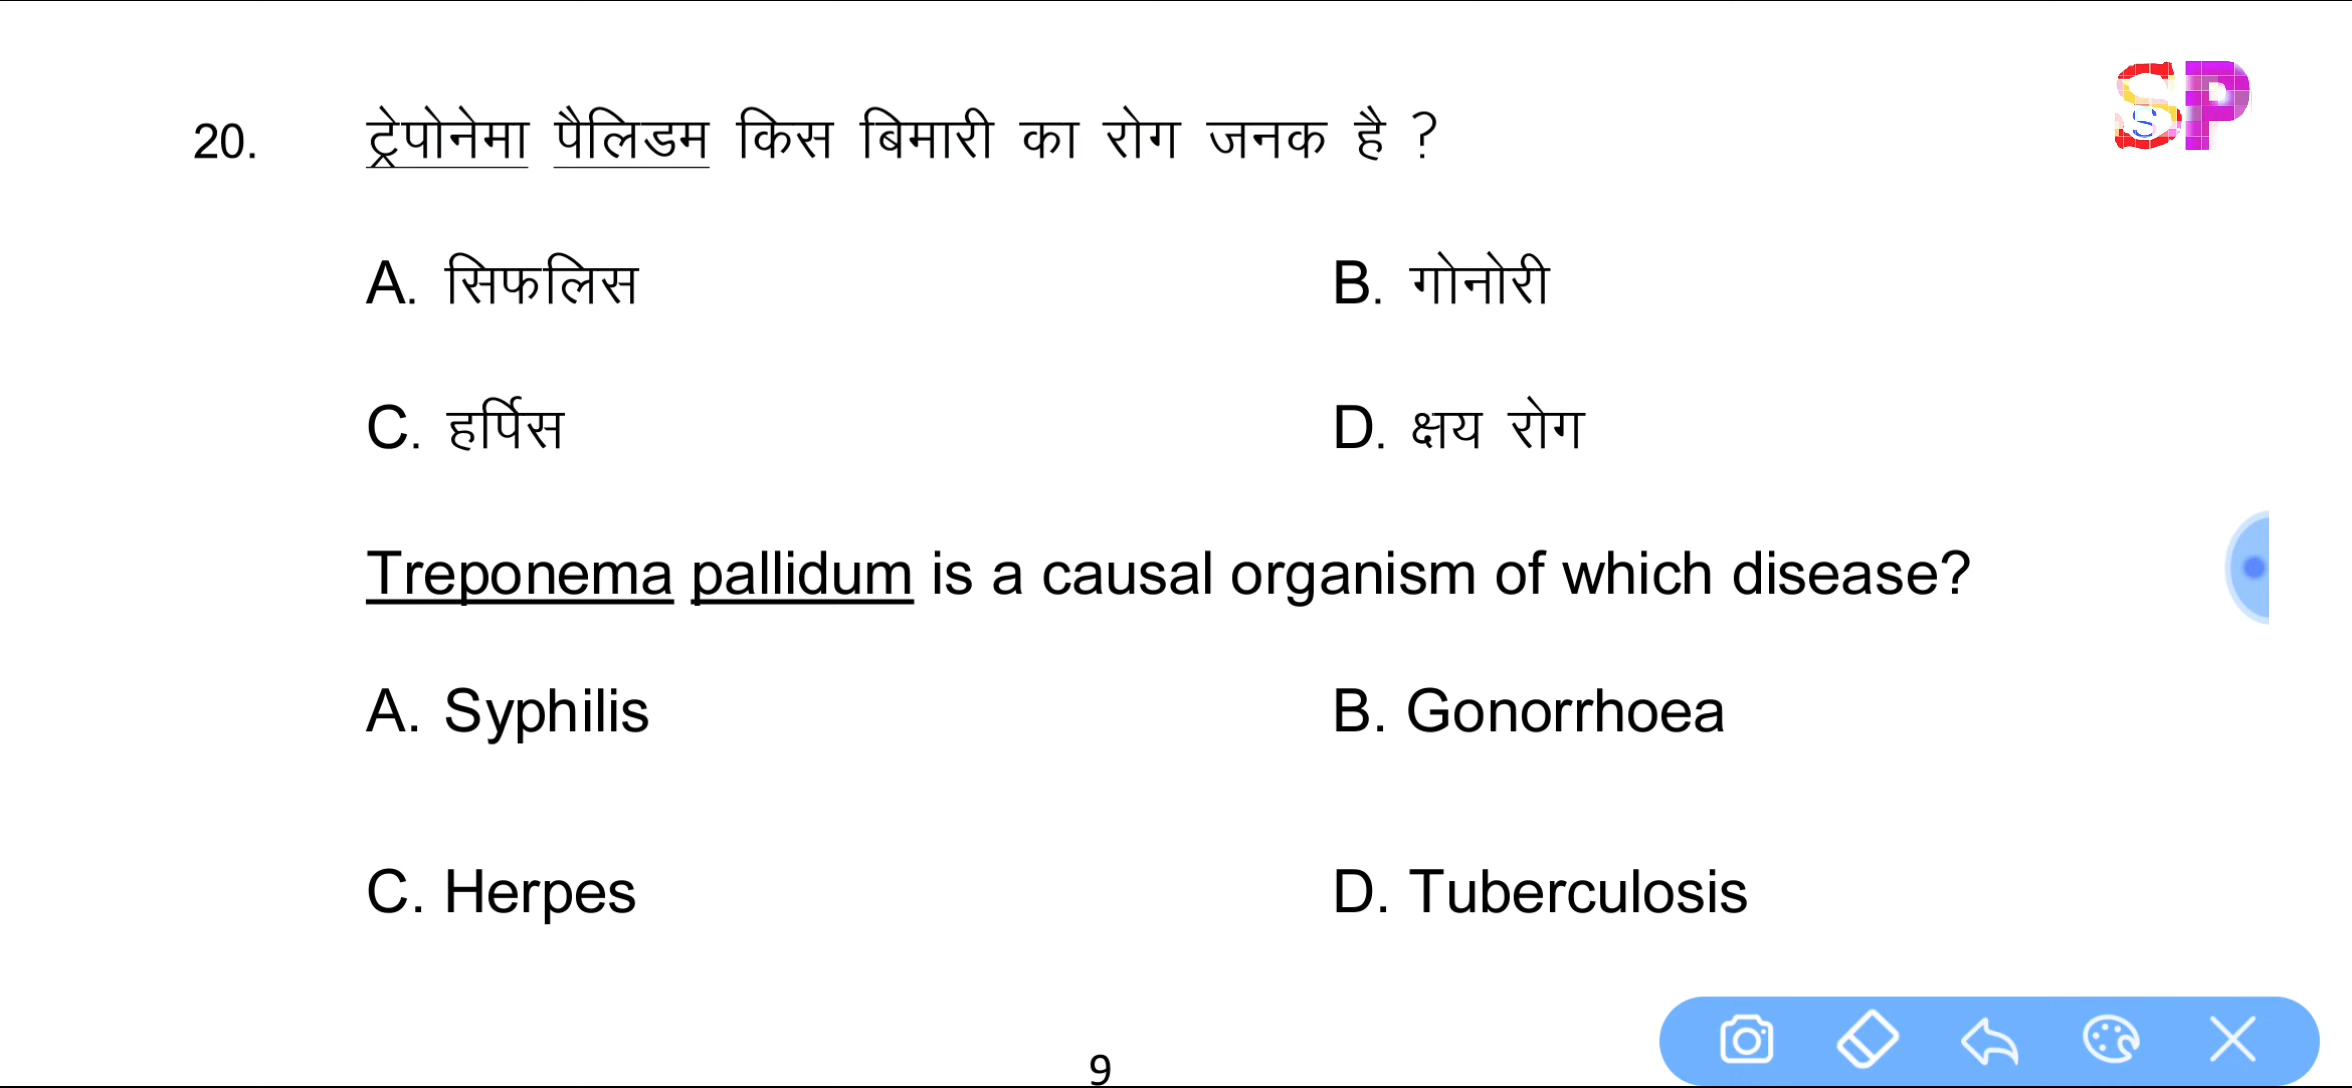 SP
S
20. ट्रेपोनेमा पैलिडम किस बिमारी का रोग जनक है ?
A. सिफलिस B. गोनोरी
C. हर्पिस D. क्षय रोग
Treponema pallidum is a causal organism of which disease?
A. Syphilis B. Gonorrhoea
C. Herpes D. Tuberculosis
9